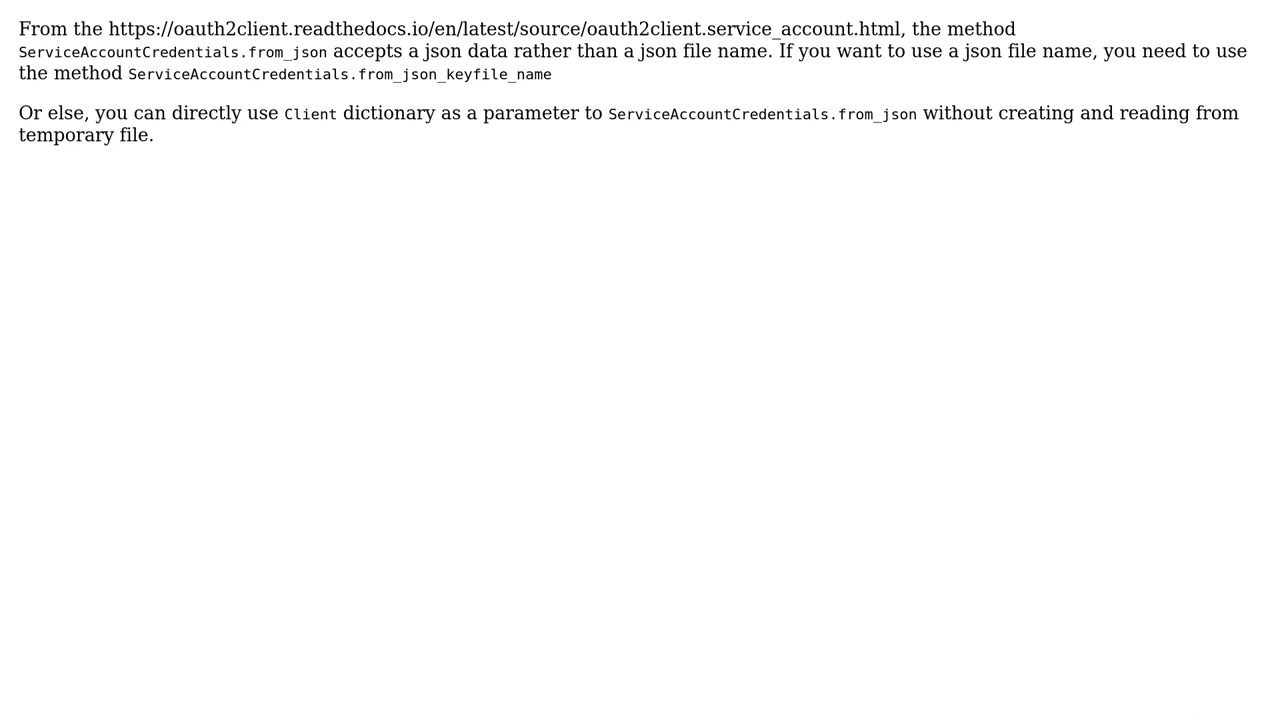 From the https://oauth2client.readthedocs.io/en/latest/source/oauth2client.service_account.html, the method
ServiceAccountCredentials.from_json accepts a json data rather than a json file name. If you want to use a json file name, you need to use
the method ServiceAccountCredentials.from_json_keyfile_name
Or else, you can directly use Client dictionary as a parameter to ServiceAccountCredentials.from_json without creating and reading from
temporary file.